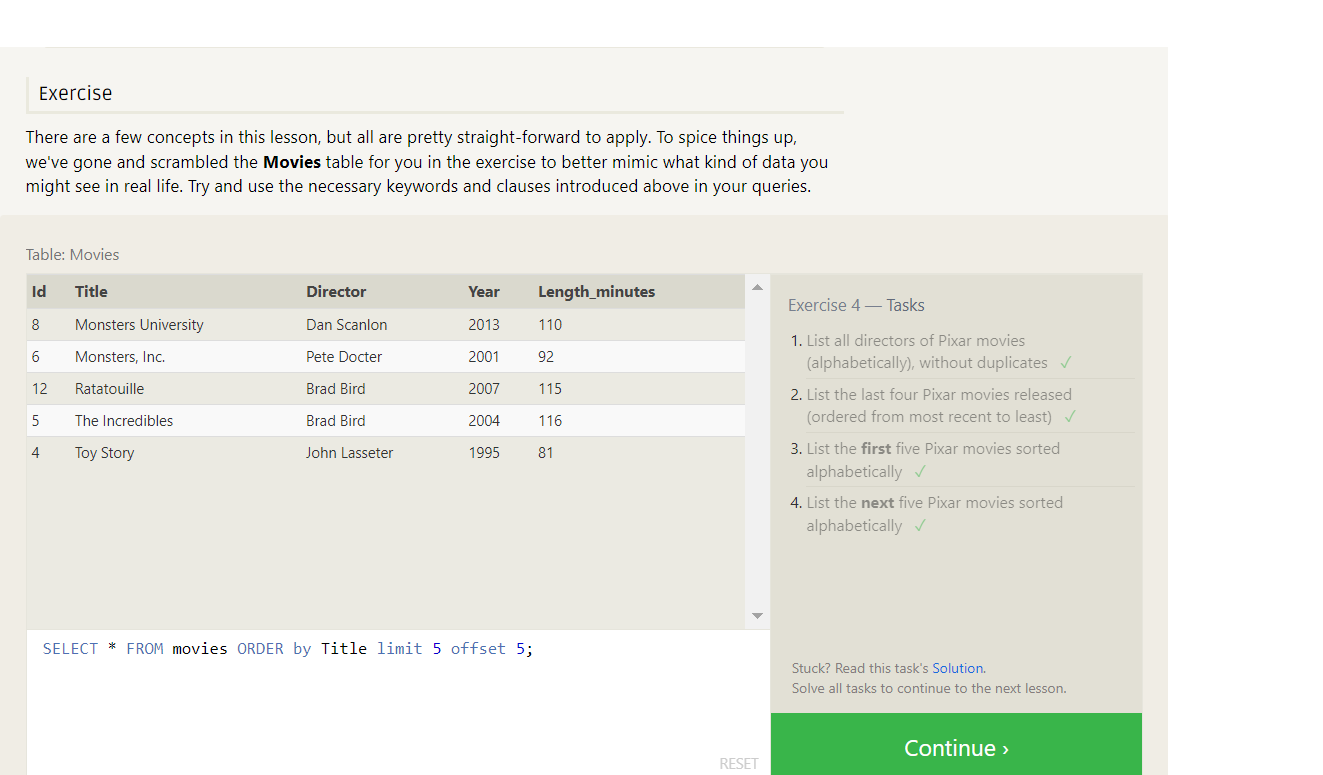 Exercise
There are a few concepts in this lesson, but all are pretty straight-forward to apply. To spice things up,
we've gone and scrambled the Movies table for you in the exercise to better mimic what kind of data you
might see in real life. Try and use the necessary keywords and clauses introduced above in your queries.
Table: Movies
Id Title Director Year Length_minutes
8 Monsters University Dan Scanlon 2013 110
6 Monsters, Inc. Pete Docter 2001 92
12 Ratatouille Brad Bird 2007 115
5 The Incredibles Brad Bird 2004 116
4 Toy Story John Lasseter 1995 81
SELECT * FROM movies ORDER by Title limit 5 offset 5;
RESET
Exercise 4 — Tasks
1. List all directors of Pixar movies
(alphabetically), without duplicates ✓
2. List the last four Pixar movies released
(ordered from most recent to least) ✓
3. List the first five Pixar movies sorted
alphabetically ✓
4. List the next five Pixar movies sorted
alphabetically ✓
Stuck? Read this task's Solution.
Solve all tasks to continue to the next lesson.
Continue ›